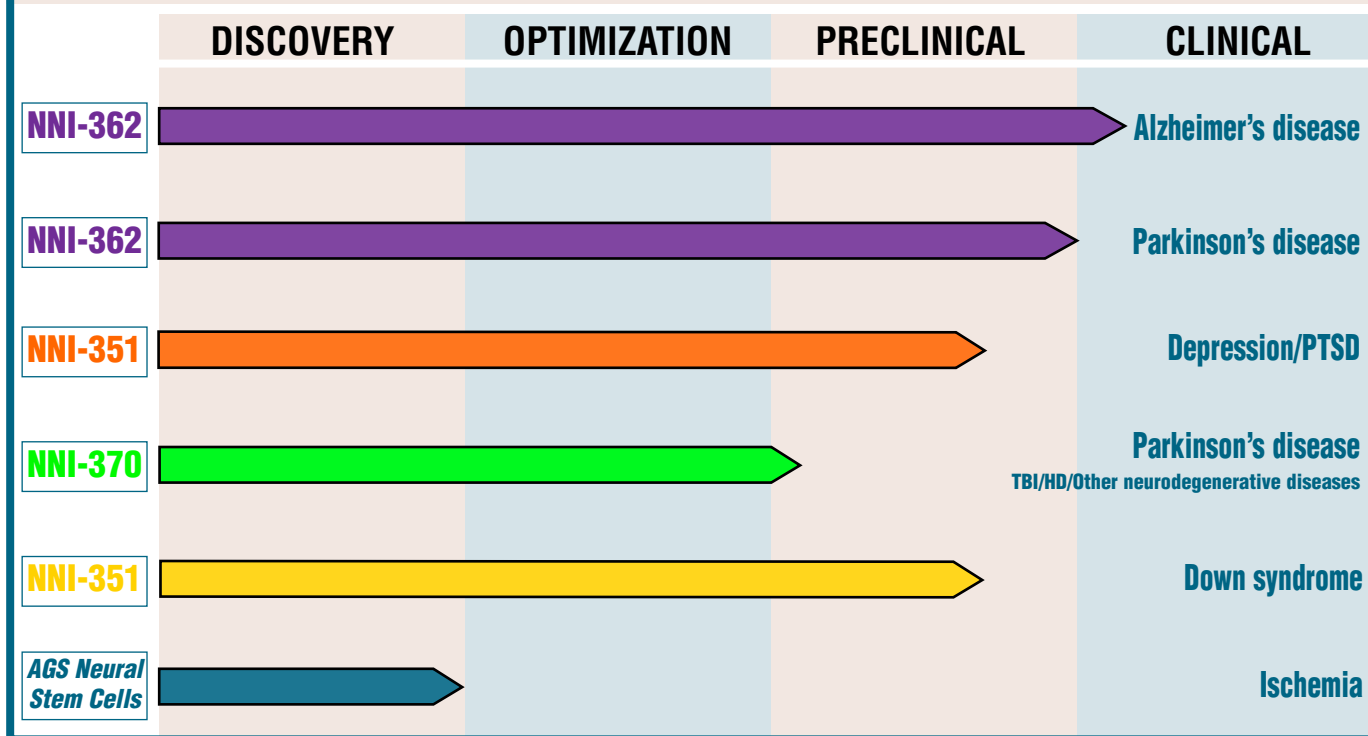 DISCOVERY OPTIMIZATION PRECLINICAL CLINICAL
NNI-362 Alzheimer’s disease
NNI-362 Parkinson’s disease
NNI-351 Depression/PTSD
NNI-370 Parkinson’s disease
TBI/HD/Other neurodegenerative diseases
NNI-351 Down syndrome
AGS Neural
Stem Cells
Ischemia